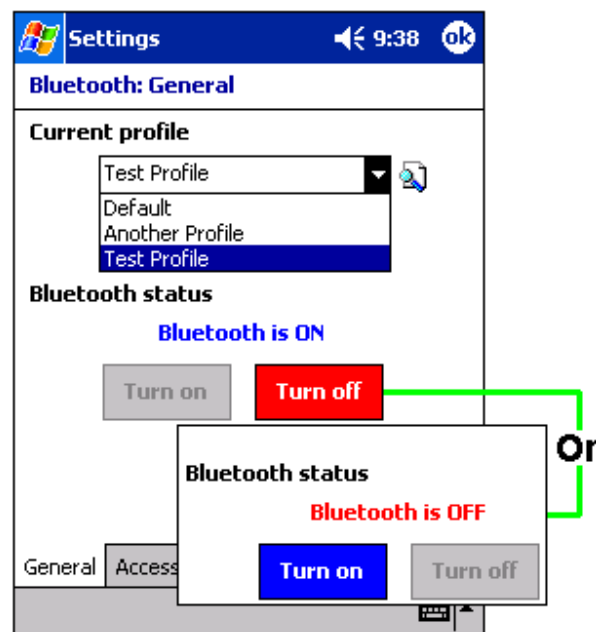 Settings 9:38 ok
Bluetooth: General
Current profile
Test Profile
Default
Another Profile
Test Profile
Bluetooth status
Bluetooth is ON
Turn on Turn off
Bluetooth status
Bluetooth is OFF
Turn on Turn off
General Access